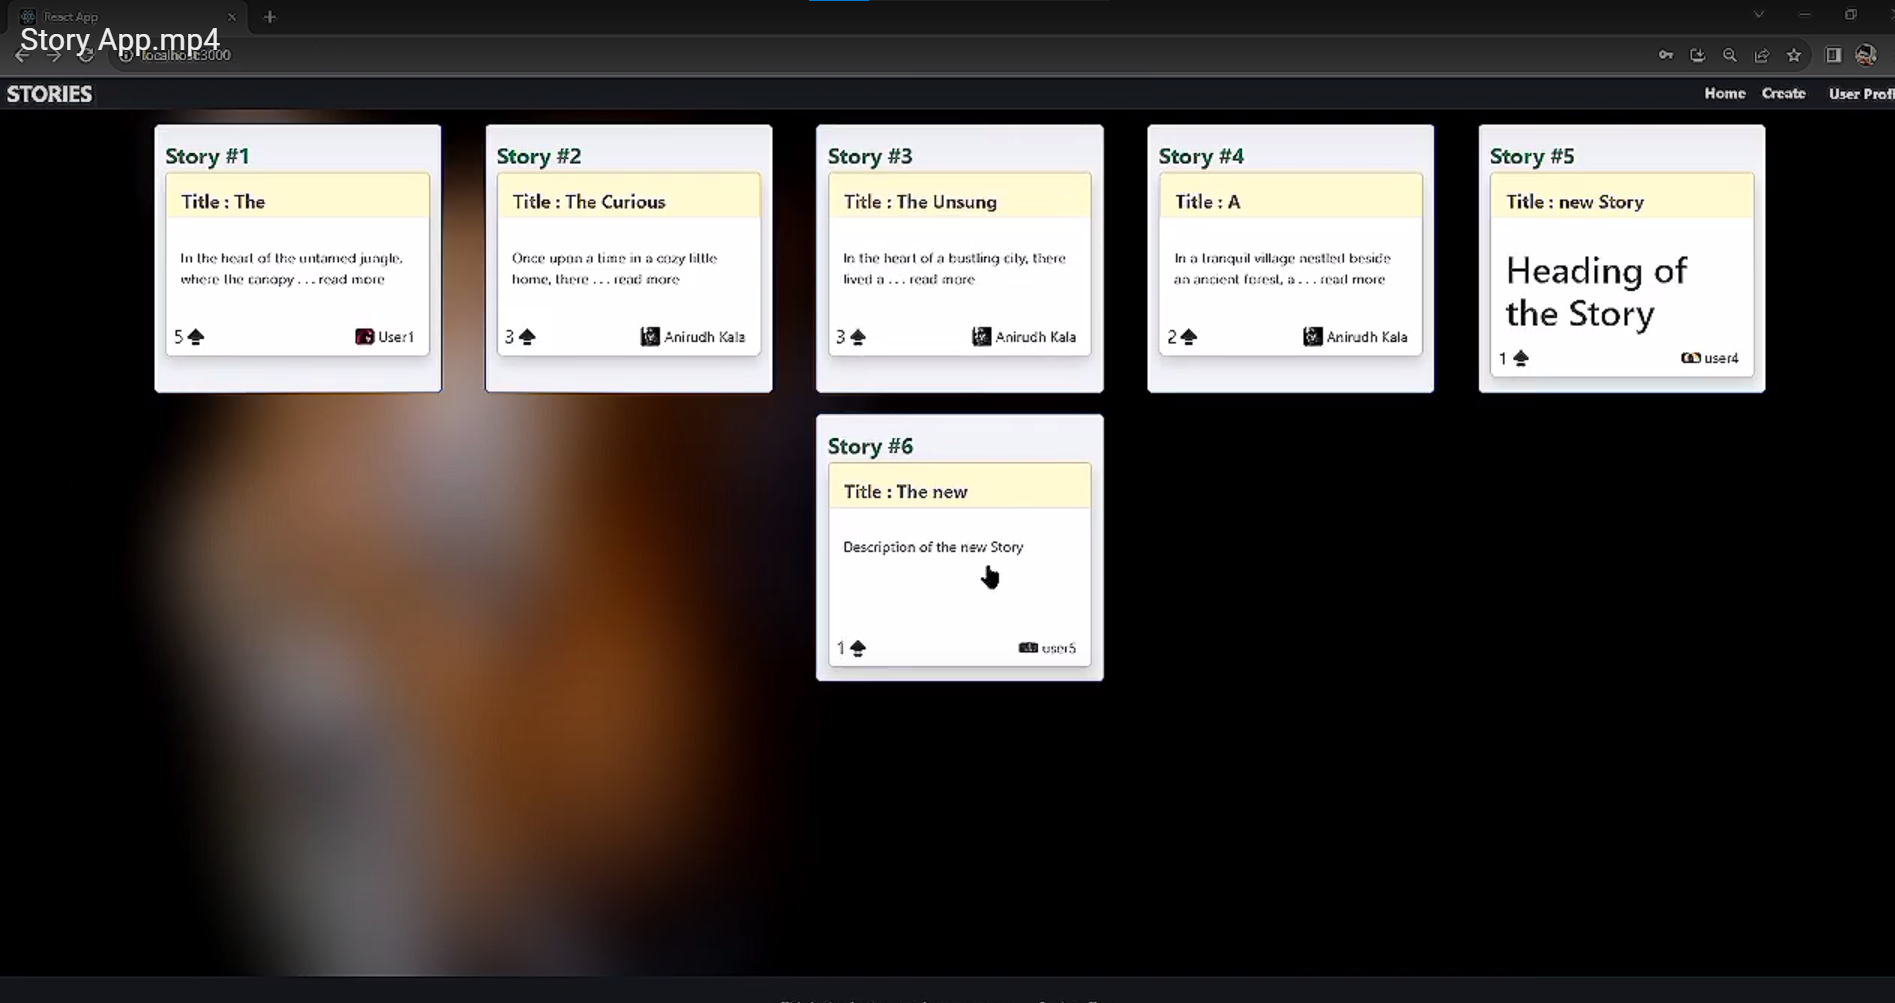 React App
Story App.mp4
localhost:3000
STORIES
Home Create User Profi
Story #1
Title : The
In the heart of the untamed jungle,
where the canopy . . . read more
5 User1
Story #2
Title : The Curious
Once upon a time in a cozy little
home, there . . . read more
3 Anirudh Kala
Story #3
Title : The Unsung
In the heart of a bustling city, there
lived a . . . read more
3 Anirudh Kala
Story #4
Title : A
In a tranquil village nestled beside
an ancient forest, a . . . read more
2 Anirudh Kala
Story #5
Title : new Story
Heading of
the Story
1 user4
Story #6
Title : The new
Description of the new Story
1 user5